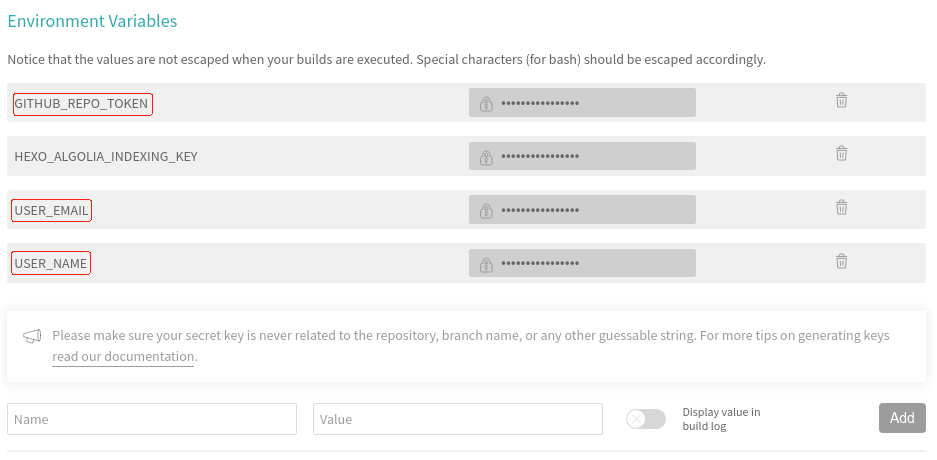 Environment Variables
Notice that the values are not escaped when your builds are executed. Special characters (for bash) should be escaped accordingly.
GITHUB_REPO_TOKEN ••••••••••••••••
HEXO_ALGOLIA_INDEXING_KEY ••••••••••••••••
USER_EMAIL ••••••••••••••••
USER_NAME ••••••••••••••••
Please make sure your secret key is never related to the repository, branch name, or any other guessable string. For more tips on generating keys
read our documentation.
Name Value Display value in
build log Add